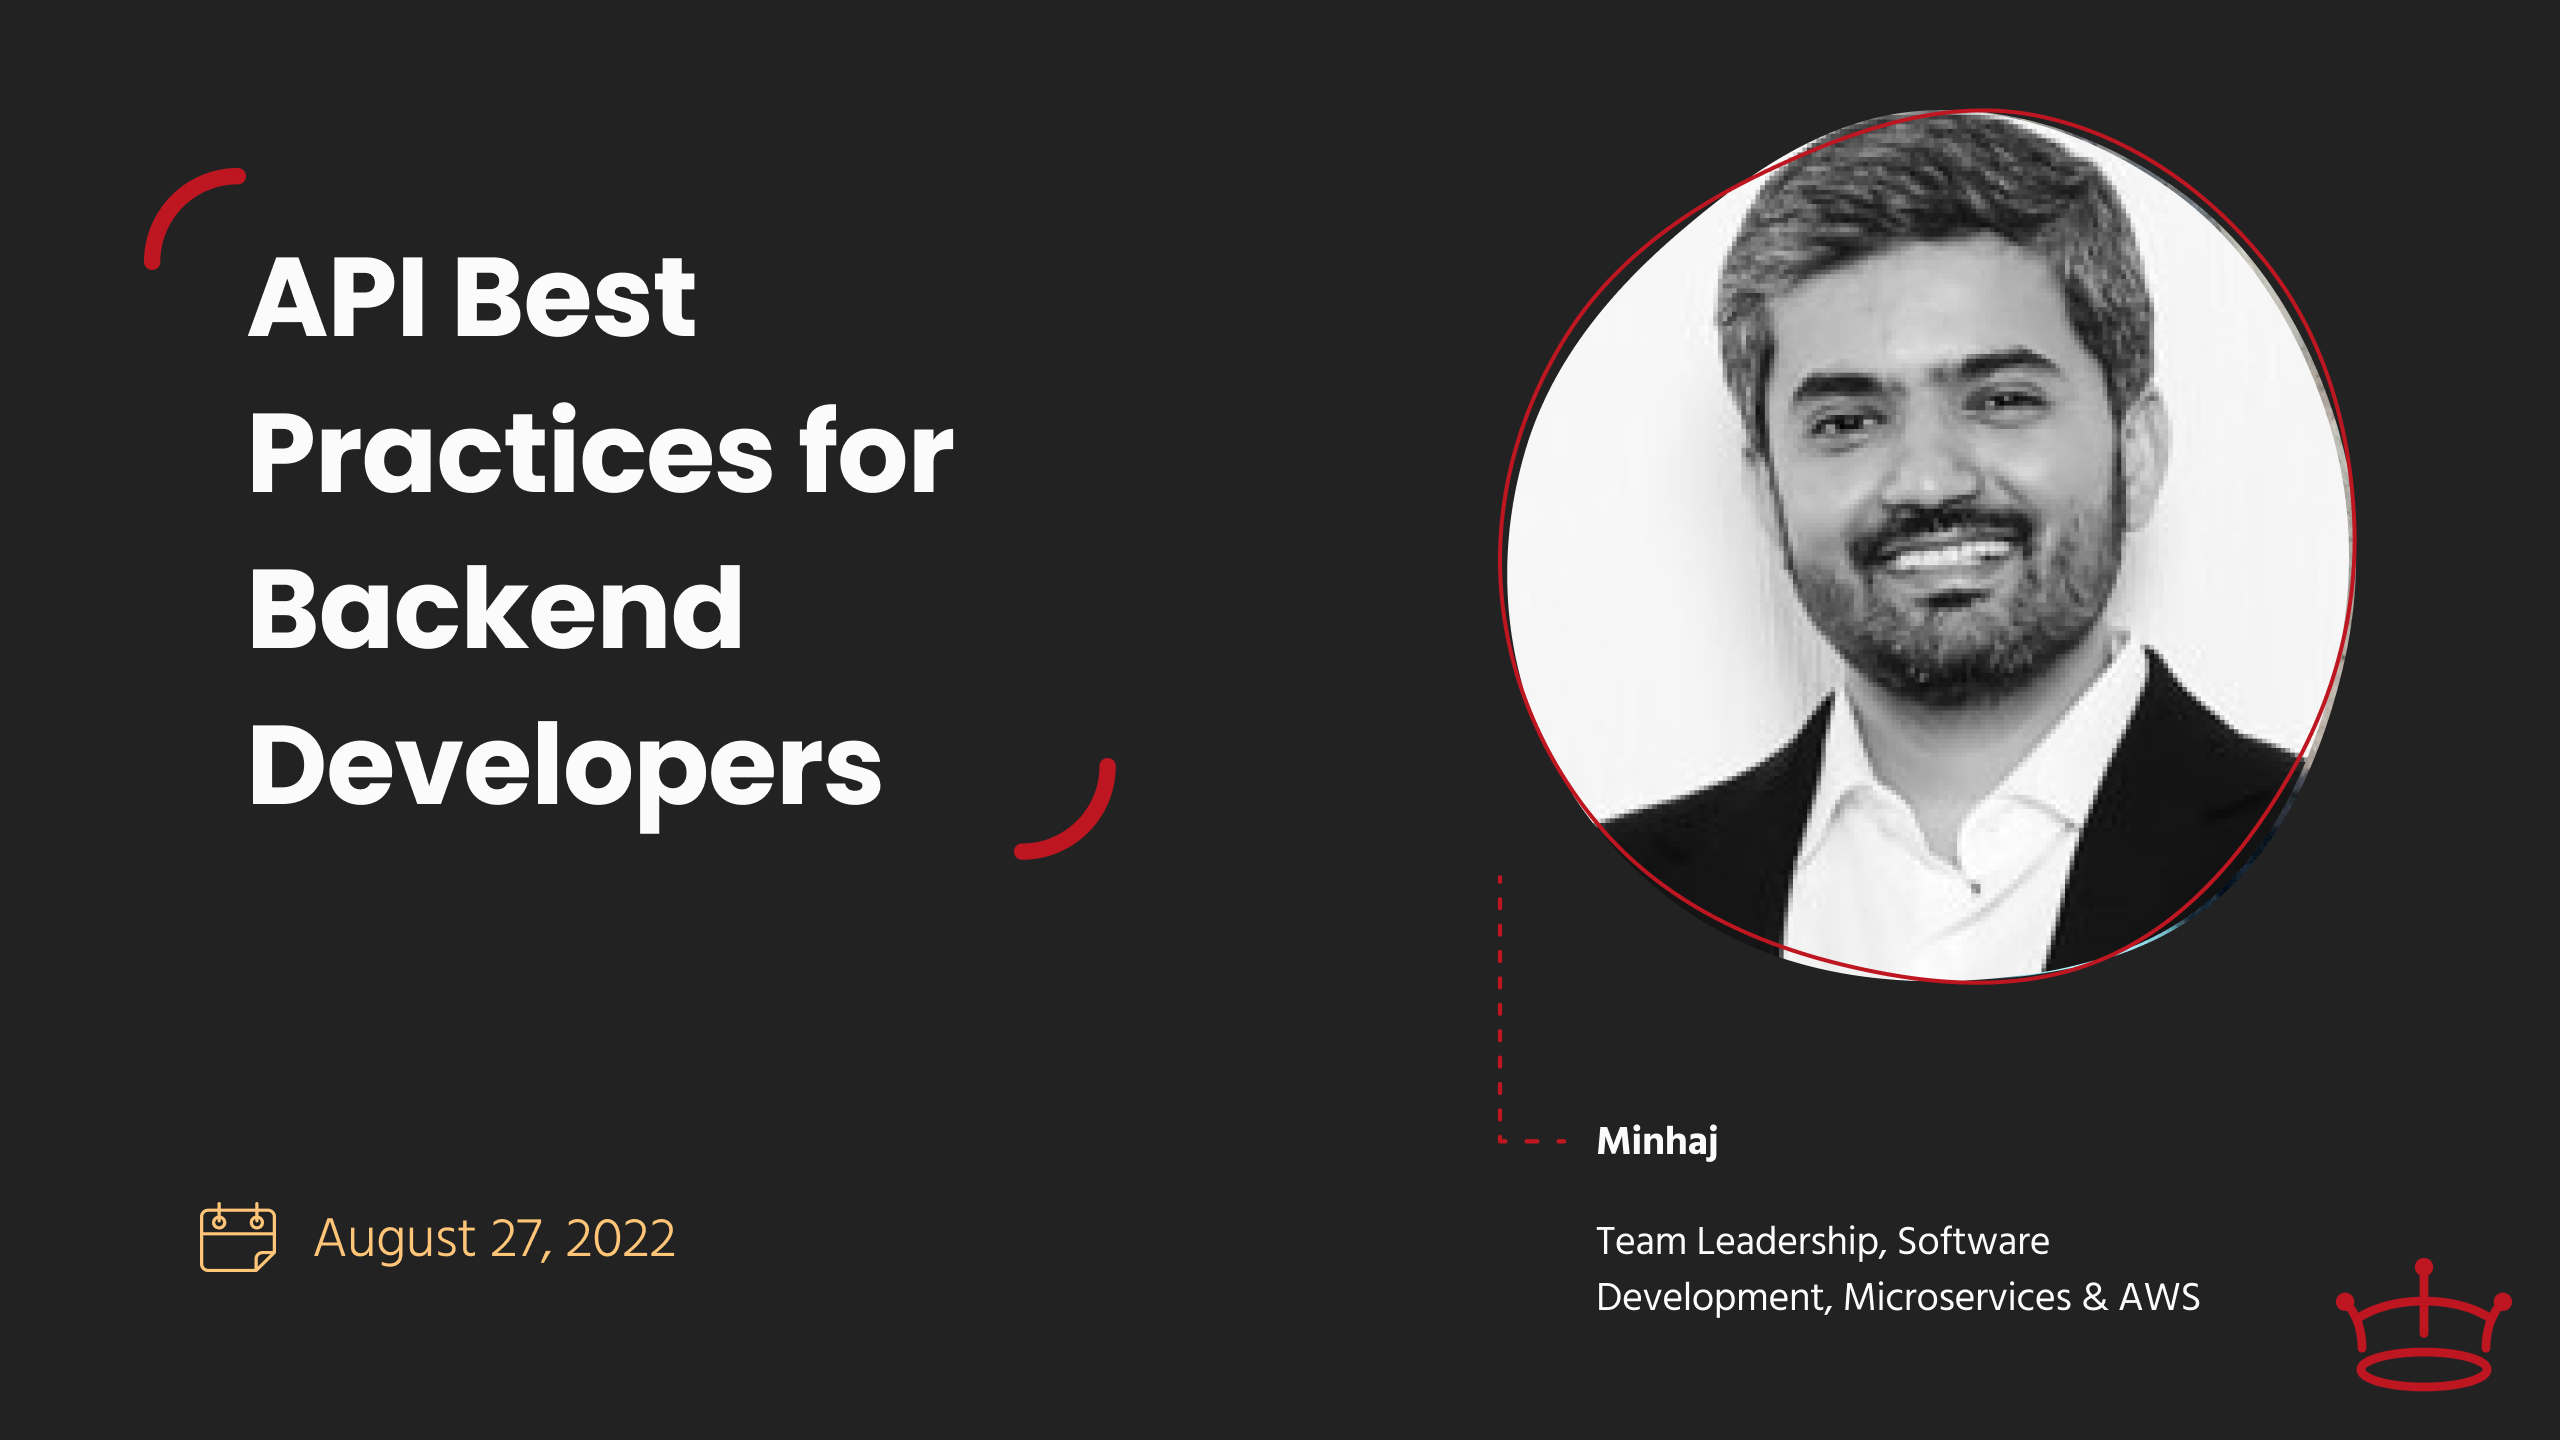 API Best
Practices for
Backend
Developers
August 27, 2022
Minhaj
Team Leadership, Software
Development, Microservices & AWS